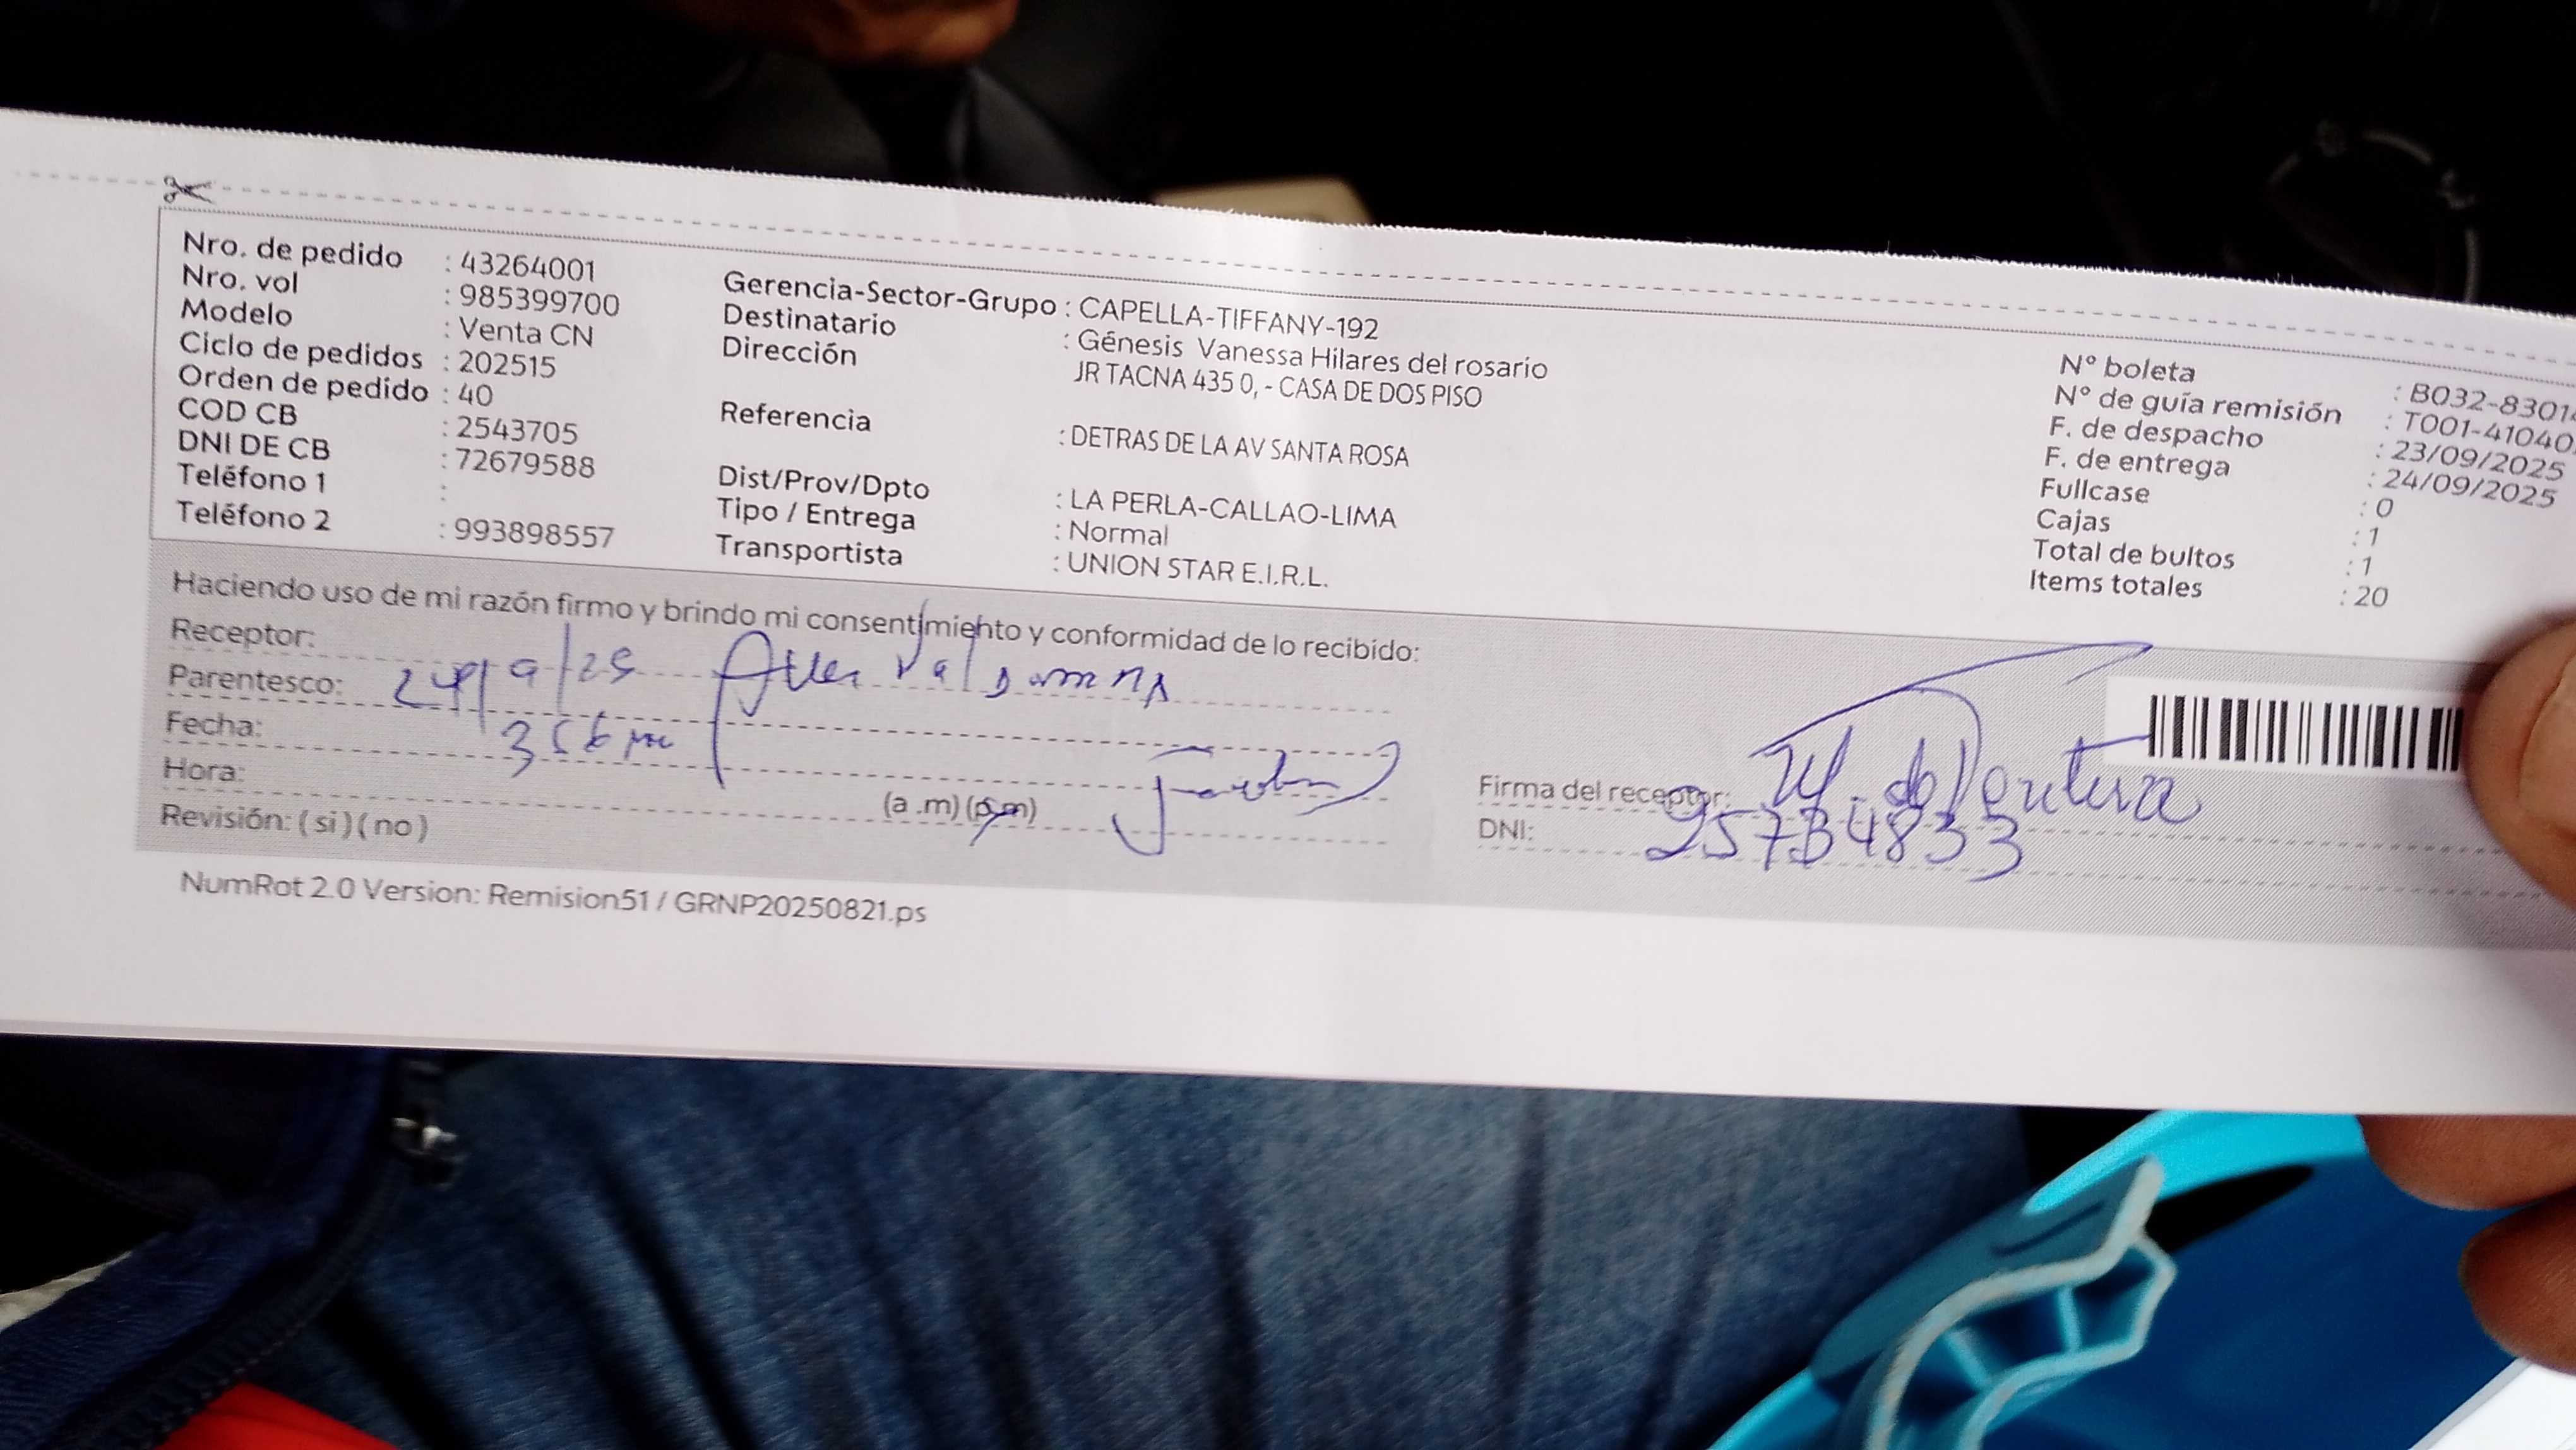 Nro. de pedido : 43264001
Nro. vol : 985399700
Modelo : Venta CN
Ciclo de pedidos : 202515
Orden de pedido : 40
COD CB : 2543705
DNI DE CB : 72679588
Teléfono 1 :
Teléfono 2 : 993898557
Gerencia-Sector-Grupo : CAPELLA-TIFFANY-192
Destinatario : Génesis Vanessa Hilares del rosario
Dirección JR TACNA 435 0, - CASA DE DOS PISO
Referencia : DETRAS DE LA AV SANTA ROSA
Dist/Prov/Dpto : LA PERLA-CALLAO-LIMA
Tipo / Entrega : Normal
Transportista : UNION STAR E.I.R.L.
N° boleta : B032-8301
N° de guía remisión : T001-41040
F. de despacho : 23/09/2025
F. de entrega : 24/09/2025
Fullcase : 0
Cajas : 1
Total de bultos : 1
Items totales : 20
Haciendo uso de mi razón firmo y brindo mi consentimiento y conformidad de lo recibido:
Receptor:
Parentesco: 24/9/25
Fecha: 356 pm
Hora: (a .m) (p.m)
Revisión: ( si ) ( no )
Firma del receptor:
DNI: 25734833
NumRot 2.0 Version: Remision51 / GRNP20250821.ps